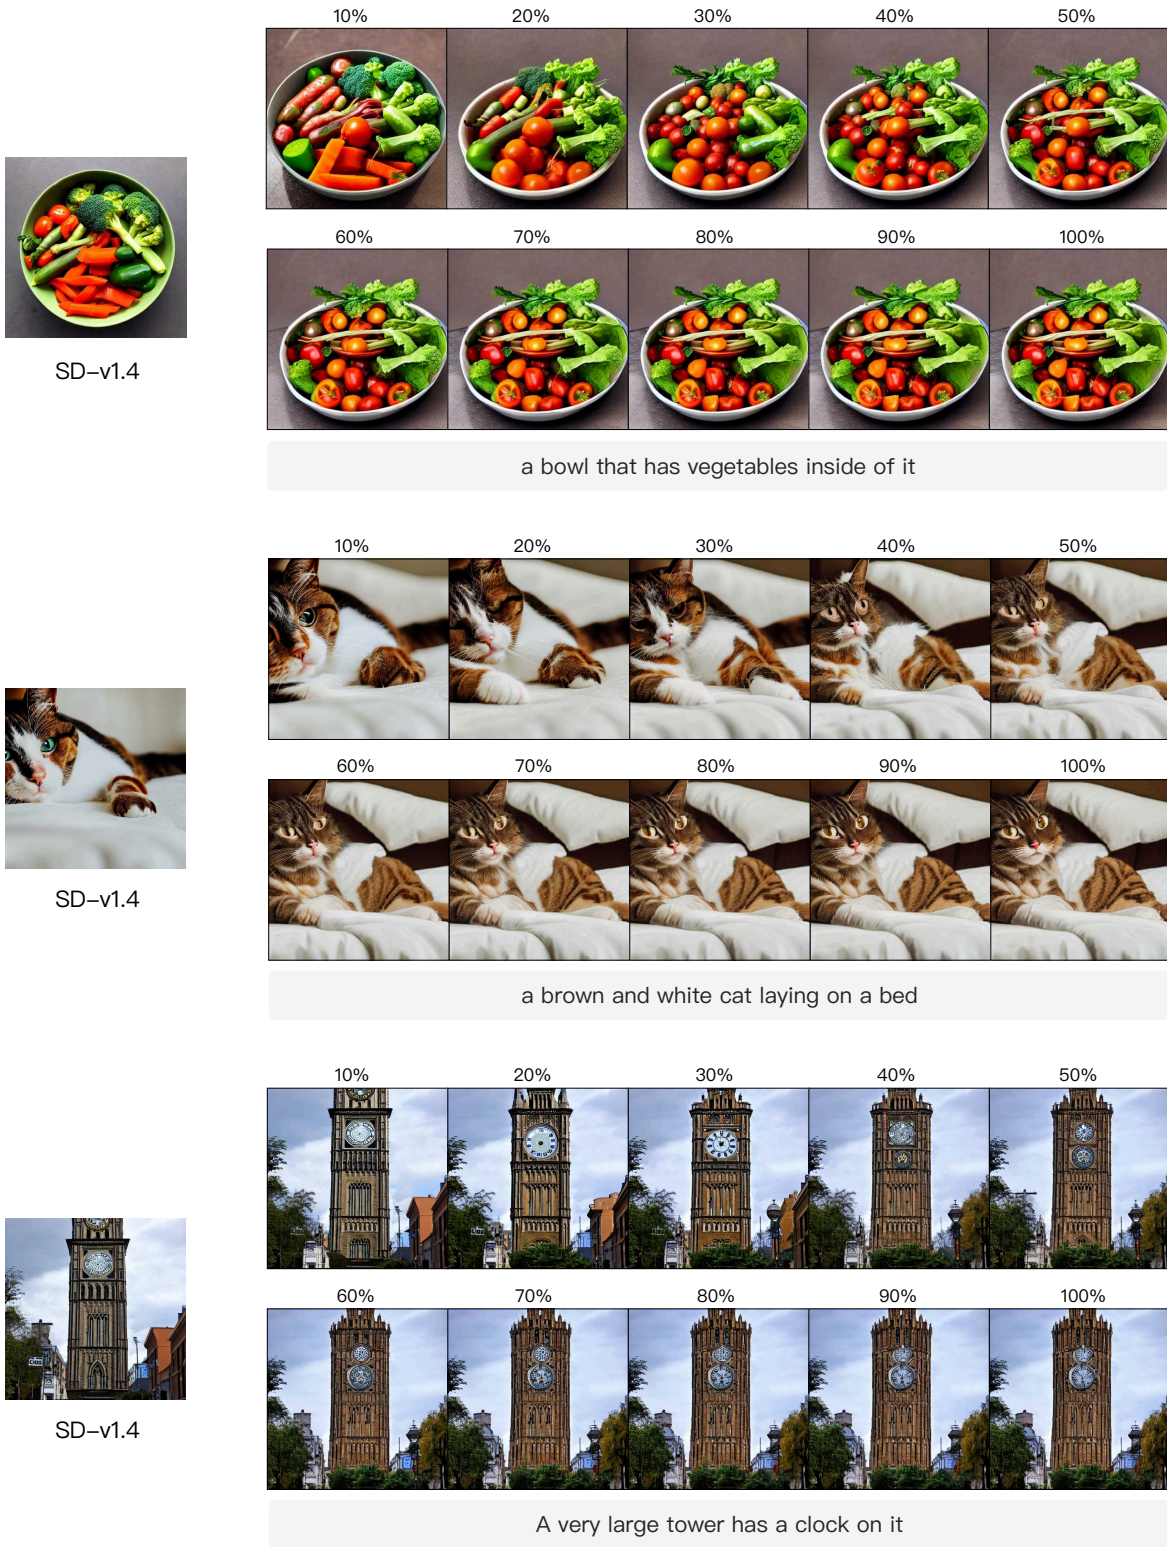 10% 20% 30% 40% 50%
60% 70% 80% 90% 100%
SD-v1.4
a bowl that has vegetables inside of it
10% 20% 30% 40% 50%
60% 70% 80% 90% 100%
SD-v1.4
a brown and white cat laying on a bed
10% 20% 30% 40% 50%
60% 70% 80% 90% 100%
SD-v1.4
A very large tower has a clock on it